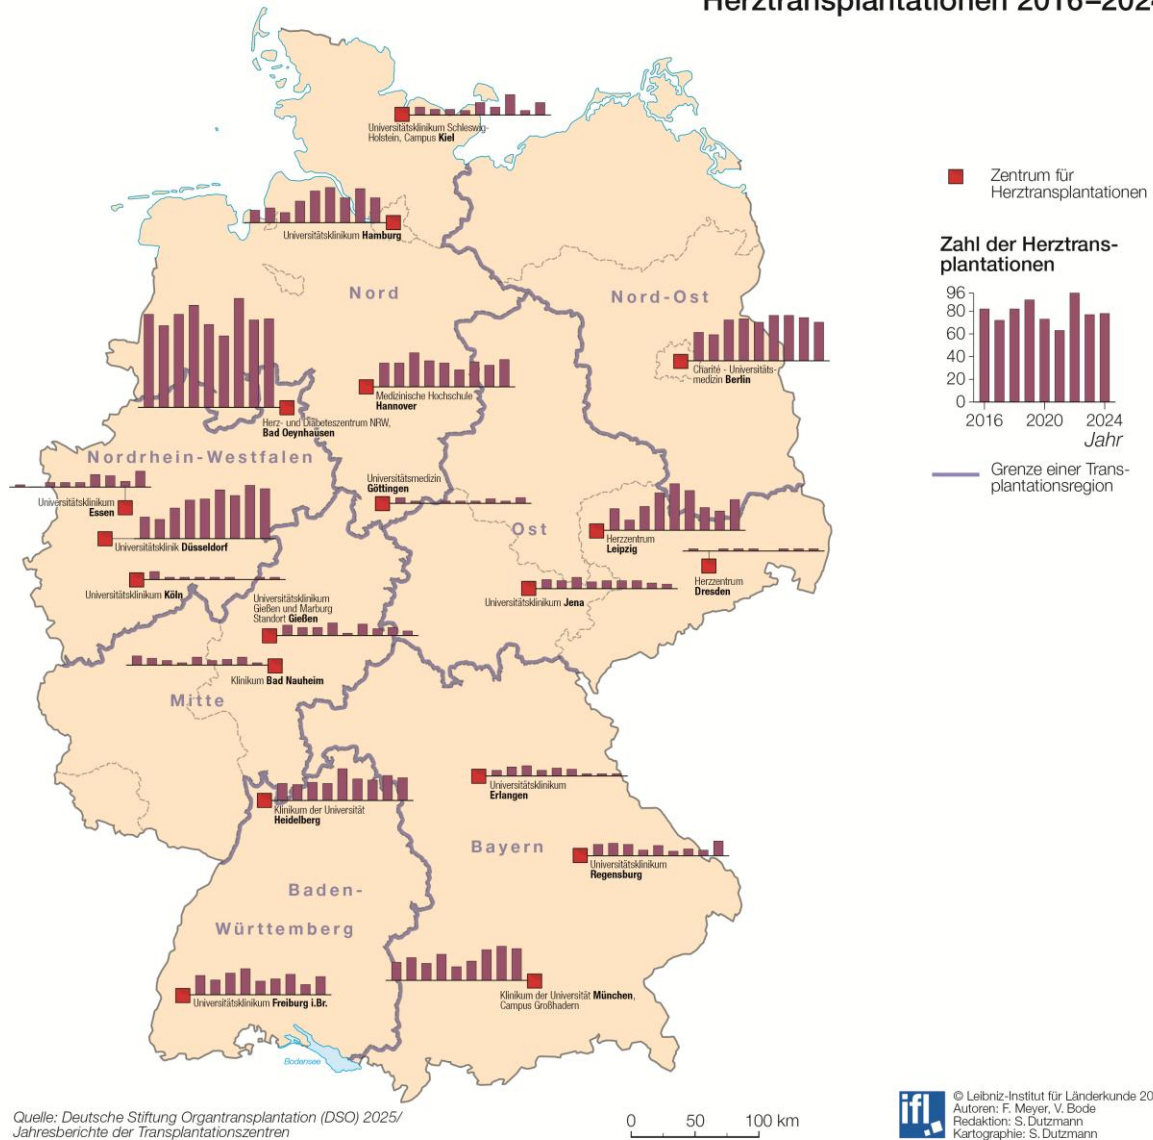 Herztransplantationen 2016–2024
Universitätsklinikum Schleswig-
Holstein, Campus Kiel
Universitätsklinikum Hamburg
Nord
Nord-Ost
Charité - Universitäts-
medizin Berlin
Medizinische Hochschule
Hannover
Herz- und Diabeteszentrum NRW,
Bad Oeynhausen
Nordrhein-Westfalen
Universitätsmedizin
Göttingen
Universitätsklinikum
Essen
Universitätsklinik Düsseldorf
Ost
Herzzentrum
Leipzig
Herzzentrum
Dresden
Universitätsklinikum Köln
Universitätsklinikum Jena
Universitätsklinikum
Gießen und Marburg
Standort Gießen
Klinikum Bad Nauheim
Mitte
Universitätsklinikum
Erlangen
Klinikum der Universität
Heidelberg
Bayern
Universitätsklinikum
Regensburg
Baden-
Württemberg
Universitätsklinikum Freiburg i.Br.
Klinikum der Universität München,
Campus Großhadern
Bodensee
Zentrum für
Herztransplantationen
Zahl der Herztrans-
plantationen
96
80
60
40
20
0
2016 2020 2024
Jahr
Grenze einer Trans-
plantationsregion
Quelle: Deutsche Stiftung Organtransplantation (DSO) 2025/
Jahresberichte der Transplantationszentren
0 50 100 km
ifl
© Leibniz-Institut für Länderkunde 20
Autoren: F. Meyer, V. Bode
Redaktion: S. Dutzmann
Kartographie: S. Dutzmann